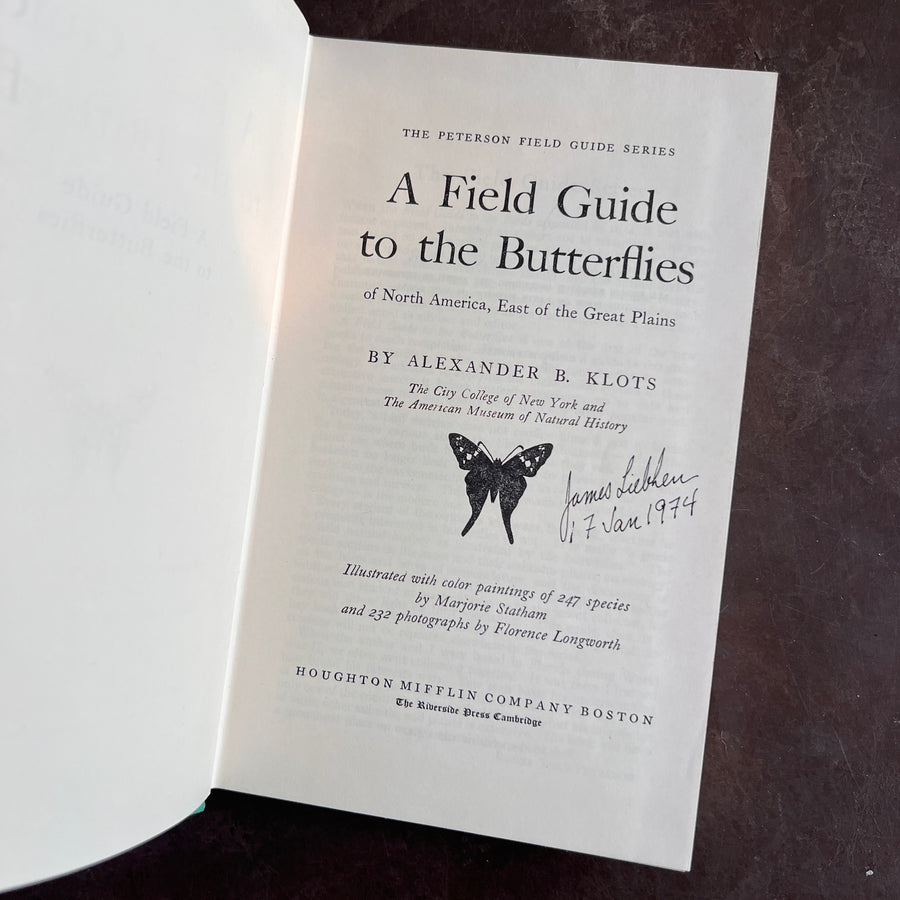 THE PETERSON FIELD GUIDE SERIES
A Field Guide
to the Butterflies
of North America, East of the Great Plains
BY ALEXANDER B. KLOTS
The City College of New York and
The American Museum of Natural History
James Liebherr
17 Jan 1974
Illustrated with color paintings of 247 species
by Marjorie Statham
and 232 photographs by Florence Longworth
HOUGHTON MIFFLIN COMPANY BOSTON
The Riverside Press Cambridge